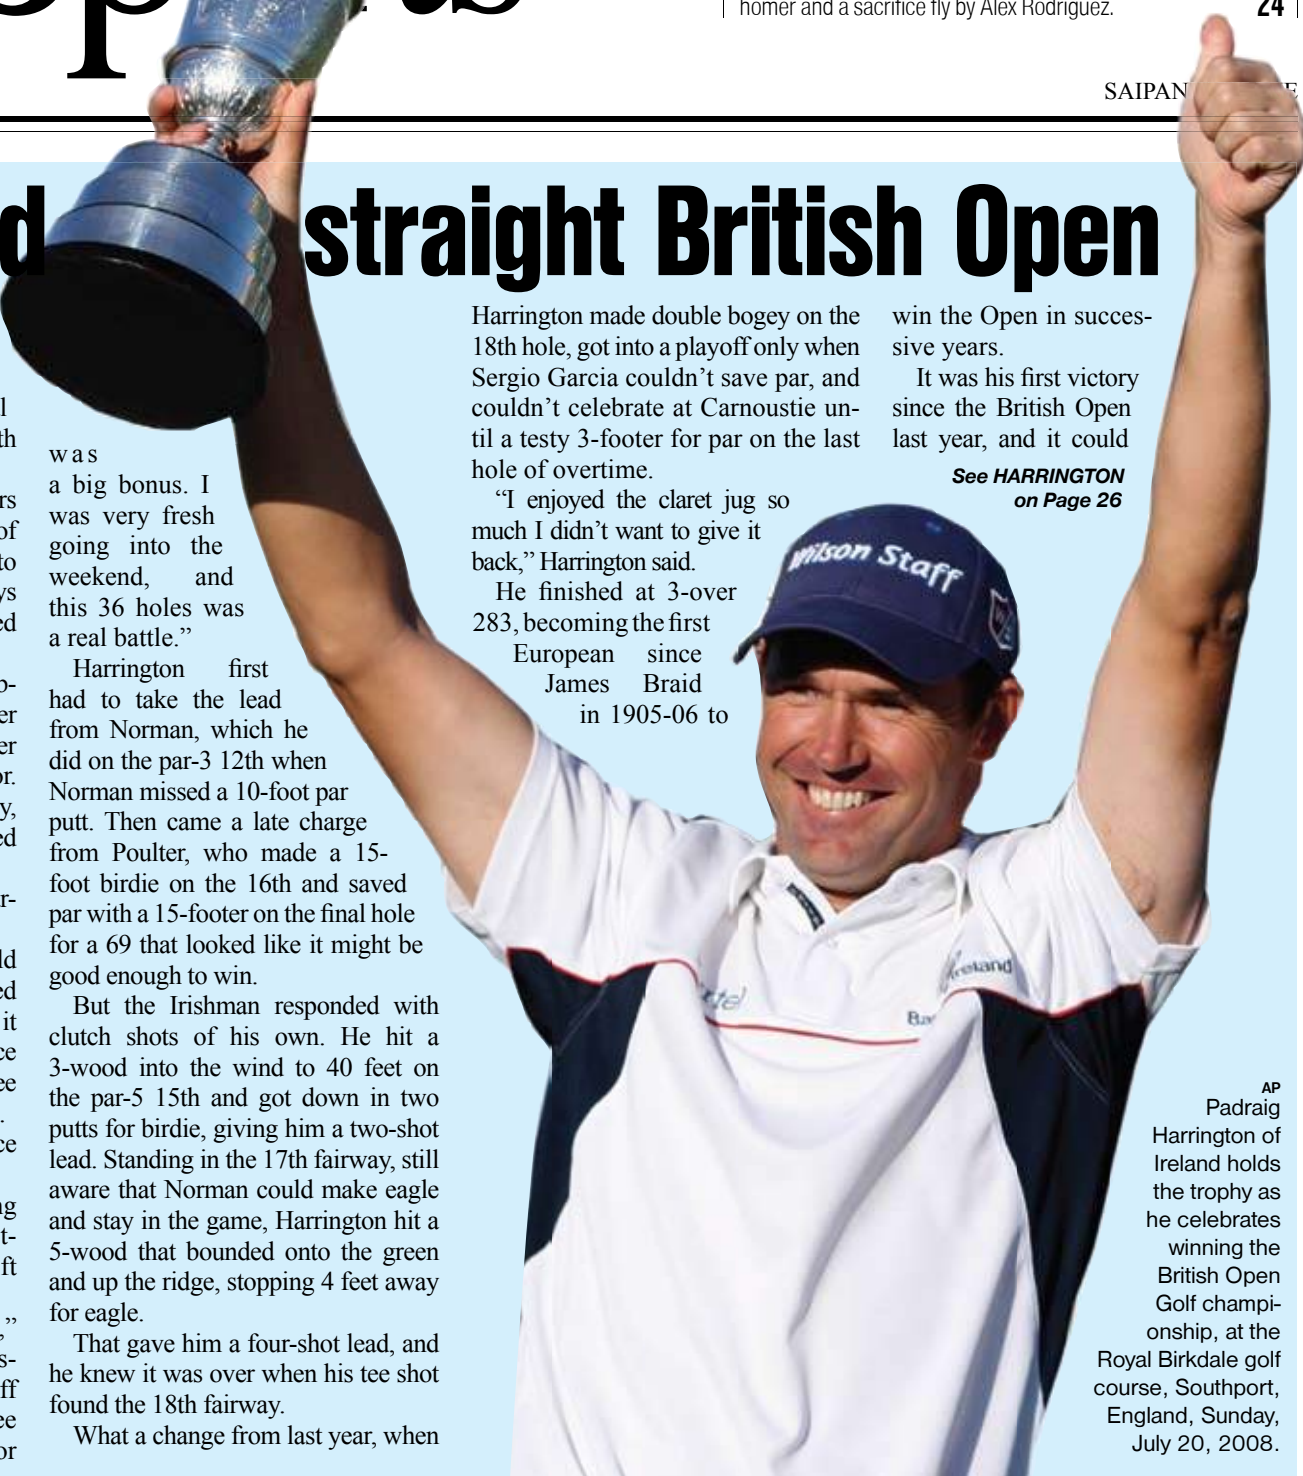 Sports
homer and a sacrifice fly by Alex Rodriguez.
24
SAIPAN
straight British Open
was
a big bonus. I
was very fresh
going into the
weekend, and
this 36 holes was
a real battle.”
Harrington first
had to take the lead
from Norman, which he
did on the par-3 12th when
Norman missed a 10-foot par
putt. Then came a late charge
from Poulter, who made a 15-
foot birdie on the 16th and saved
par with a 15-footer on the final hole
for a 69 that looked like it might be
good enough to win.
But the Irishman responded with
clutch shots of his own. He hit a
3-wood into the wind to 40 feet on
the par-5 15th and got down in two
putts for birdie, giving him a two-shot
lead. Standing in the 17th fairway, still
aware that Norman could make eagle
and stay in the game, Harrington hit a
5-wood that bounded onto the green
and up the ridge, stopping 4 feet away
for eagle.
That gave him a four-shot lead, and
he knew it was over when his tee shot
found the 18th fairway.
What a change from last year, when
Harrington made double bogey on the
18th hole, got into a playoff only when
Sergio Garcia couldn’t save par, and
couldn’t celebrate at Carnoustie un-
til a testy 3-footer for par on the last
hole of overtime.
“I enjoyed the claret jug so
much I didn’t want to give it
back,” Harrington said.
He finished at 3-over
283, becoming the first
European since
James Braid
in 1905-06 to
win the Open in succes-
sive years.
It was his first victory
since the British Open
last year, and it could
See HARRINGTON
on Page 26
Wilson Staff
Ireland
AP
Padraig
Harrington of
Ireland holds
the trophy as
he celebrates
winning the
British Open
Golf champi-
onship, at the
Royal Birkdale golf
course, Southport,
England, Sunday,
July 20, 2008.